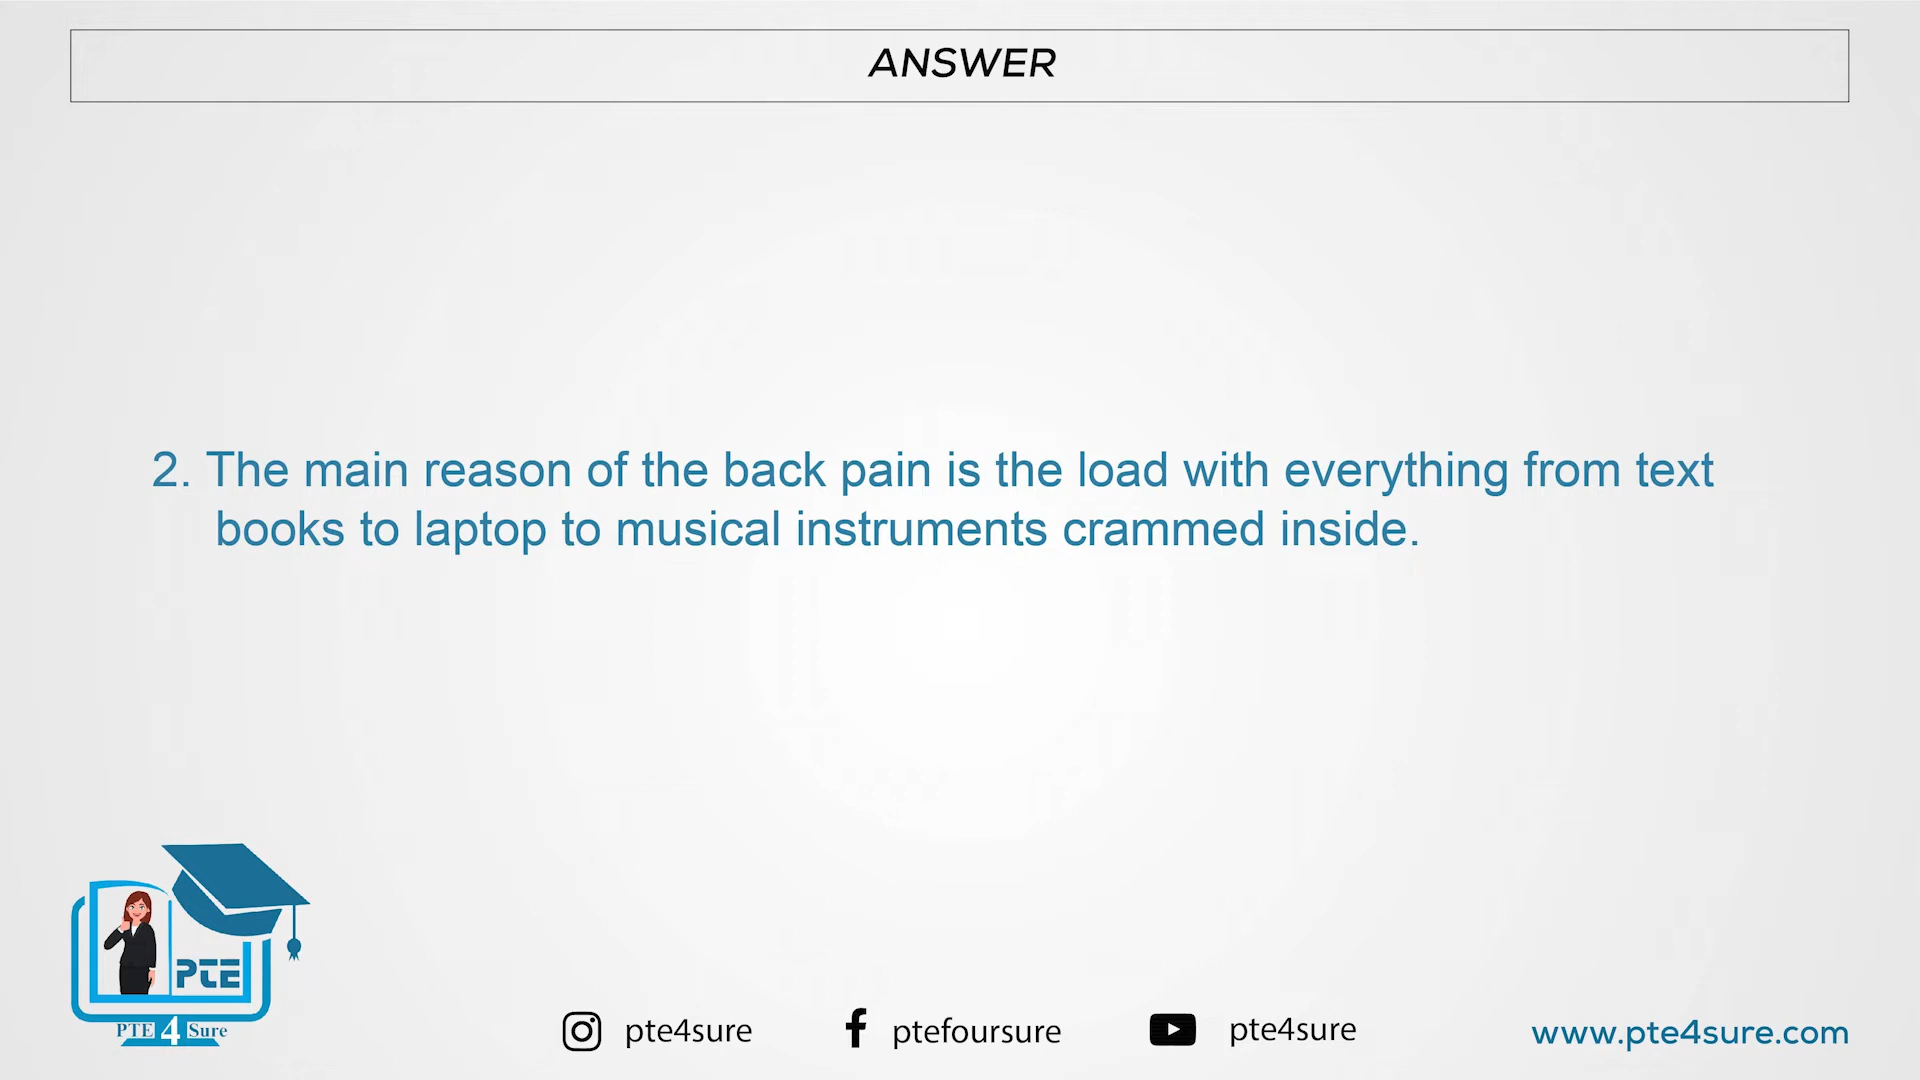 ANSWER
2. The main reason of the back pain is the load with everything from text
books to laptop to musical instruments crammed inside.
PTE
PTE 4 Sure
pte4sure
ptefoursure
pte4sure
www.pte4sure.com